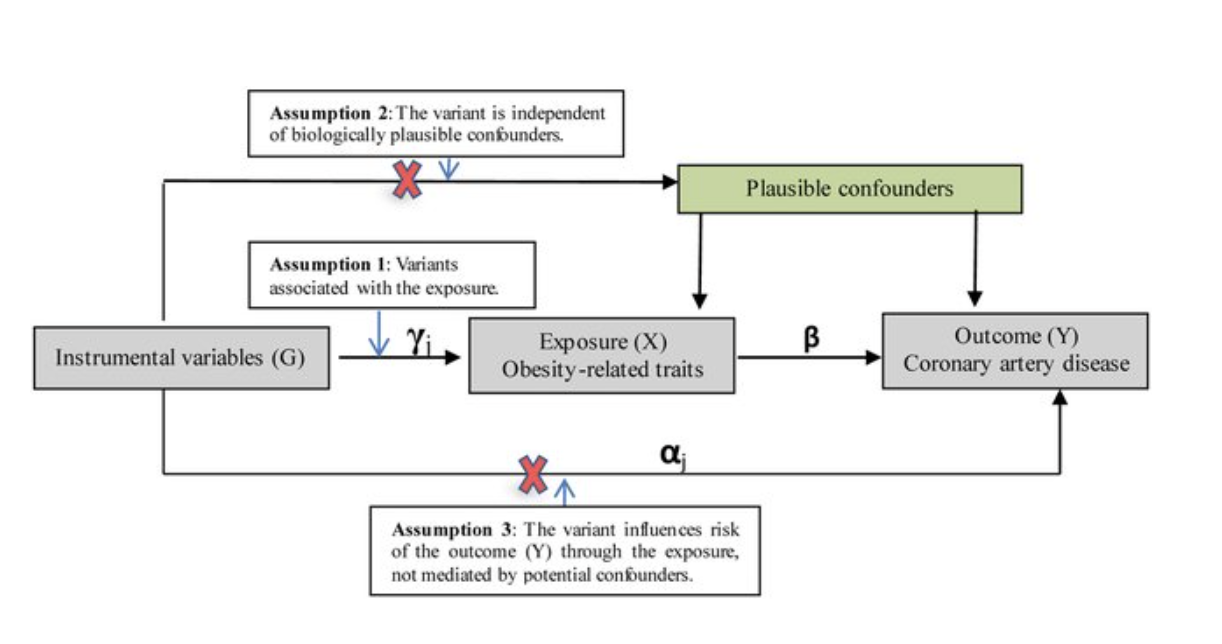 Assumption 2: The variant is independent
of biologically plausible confounders.
Plausible confounders
Assumption 1: Variants
associated with the exposure.
Instrumental variables (G)
γj
Exposure (X)
Obesity-related traits
β
Outcome (Y)
Coronary artery disease
αj
Assumption 3: The variant influences risk
of the outcome (Y) through the exposure,
not mediated by potential confounders.